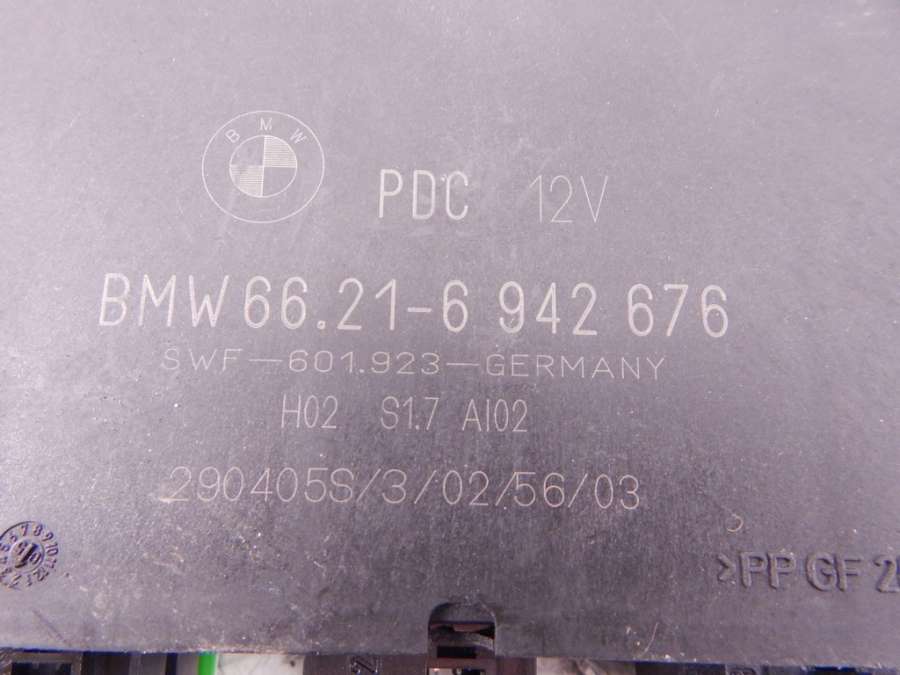 BMW
PDC 12V
BMW 66.21-6 942 676
SWF—601.923—GERMANY
H02 S1.7 AI02
290405S/3/02/56/03
>PP GF 2